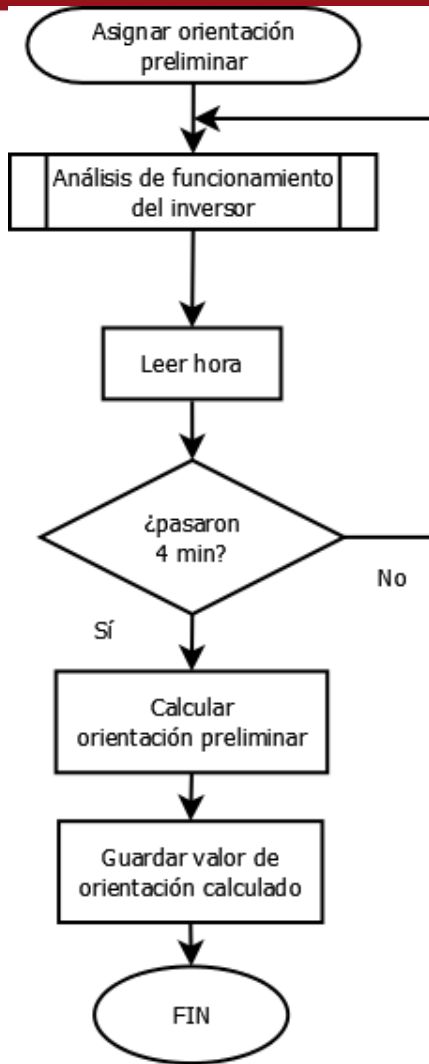 Asignar orientación
preliminar
Análisis de funcionamiento
del inversor
Leer hora
¿pasaron
4 min?
No
Sí
Calcular
orientación preliminar
Guardar valor de
orientación calculado
FIN